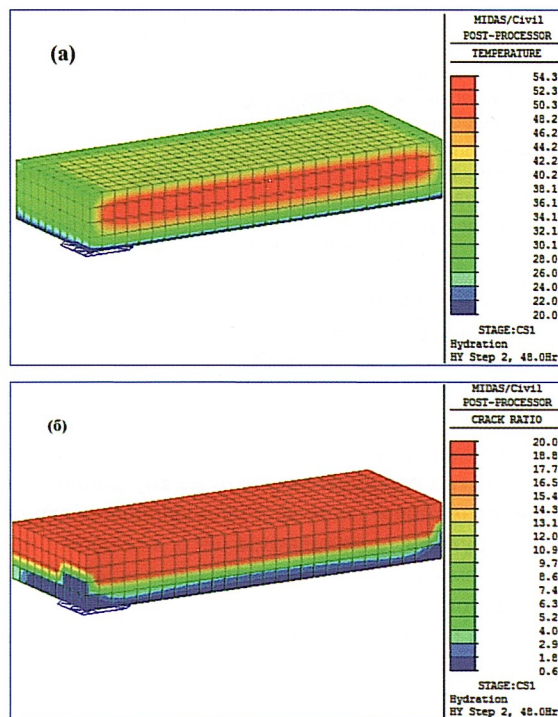 (а)
MIDAS/Civil
POST-PROCESSOR
TEMPERATURE
54.3
52.3
50.3
48.2
46.2
44.2
40.2
38.1
36.1
34.1
32.1
30.1
28.0
26.0
24.0
22.0
20.0
STAGE:CS1
Hydration
HY Step 2, 48.0Hr
(б)
MIDAS/Civil
POST-PROCESSOR
CRACK RATIO
20.0
18.8
17.7
16.5
15.4
14.3
12.0
10.9
9.7
8.6
7.4
6.3
5.2
4.0
2.9
1.8
0.6
STAGE:CS1
Hydration
HY Step 2, 48.0Hr